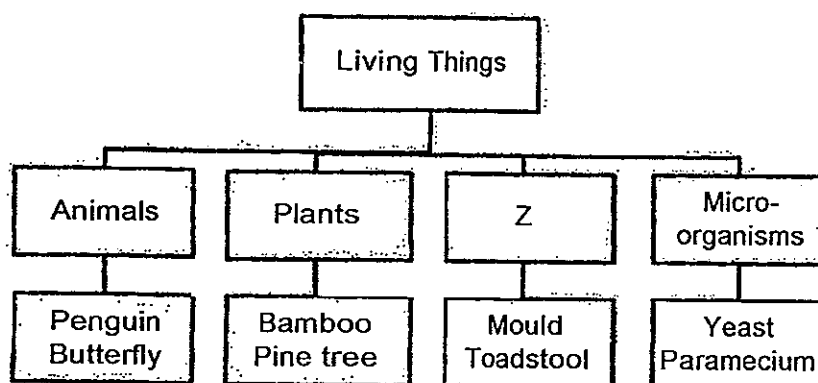 Living Things
Animals
Plants
Z
Micro-
organisms
Penguin
Butterfly
Bamboo
Pine tree
Mould
Toadstool
Yeast
Paramecium